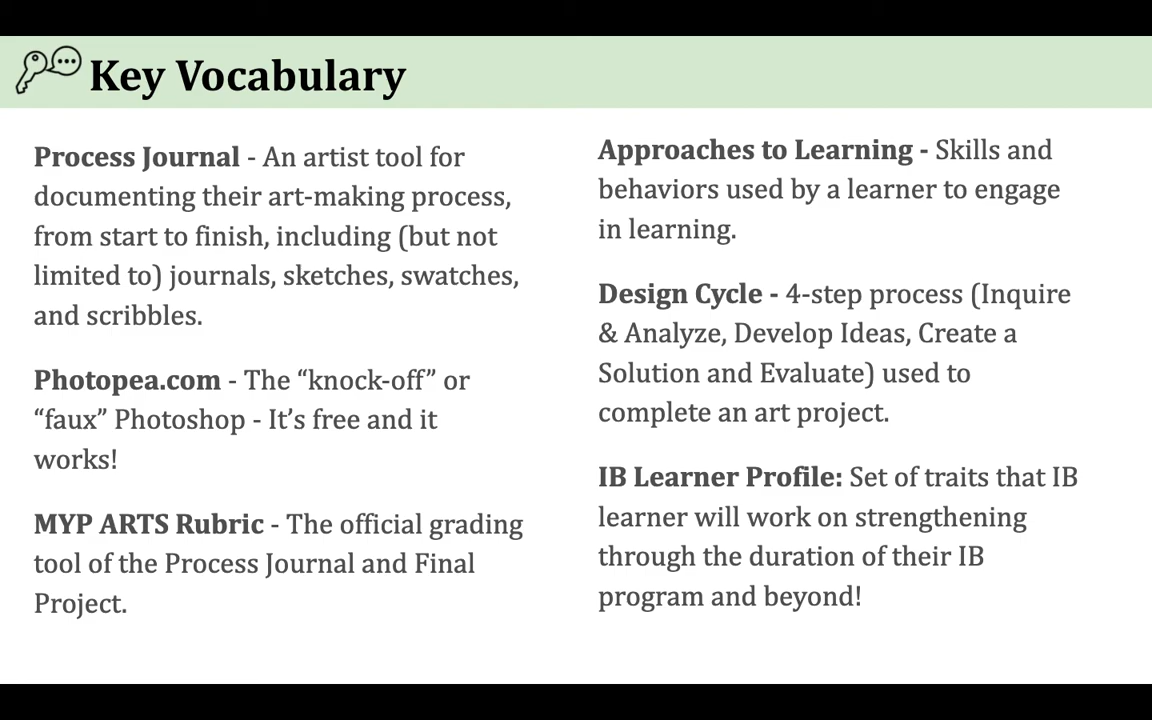 Key Vocabulary
Process Journal - An artist tool for
documenting their art-making process,
from start to finish, including (but not
limited to) journals, sketches, swatches,
and scribbles.
Photopea.com - The “knock-off” or
“faux” Photoshop - It’s free and it
works!
MYP ARTS Rubric - The official grading
tool of the Process Journal and Final
Project.
Approaches to Learning - Skills and
behaviors used by a learner to engage
in learning.
Design Cycle - 4-step process (Inquire
& Analyze, Develop Ideas, Create a
Solution and Evaluate) used to
complete an art project.
IB Learner Profile: Set of traits that IB
learner will work on strengthening
through the duration of their IB
program and beyond!